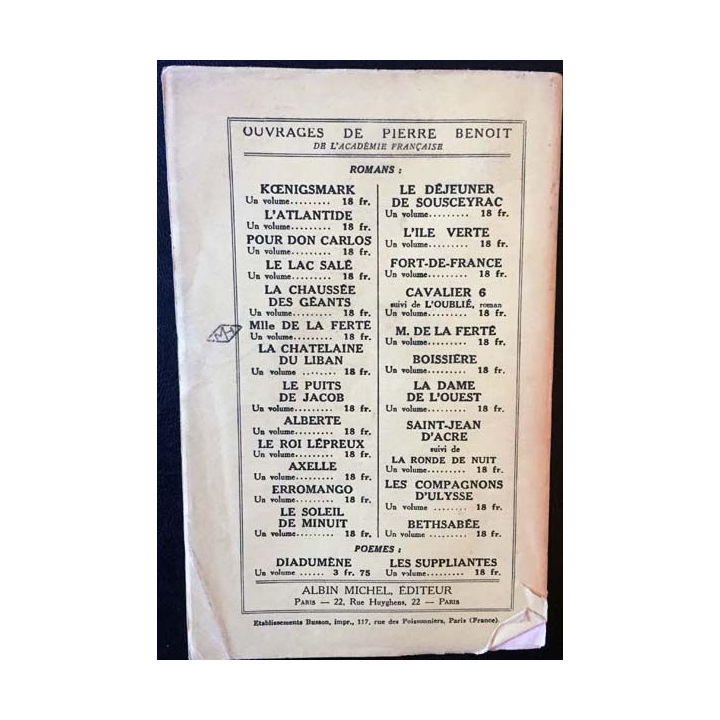 OUVRAGES DE PIERRE BENOIT
DE L'ACADÉMIE FRANÇAISE
ROMANS :
KŒNIGSMARK
Un volume......... 18 fr.
L'ATLANTIDE
Un volume......... 18 fr.
POUR DON CARLOS
Un volume......... 18 fr.
LE LAC SALÉ
Un volume......... 18 fr.
LA CHAUSSÉE
DES GÉANTS
Un volume......... 18 fr.
Mlle DE LA FERTE
Un volume......... 18 fr.
LA CHATELAINE
DU LIBAN
Un volume ........ 18 fr.
LE PUITS
DE JACOB
Un volume......... 18 fr.
ALBERTE
Un volume......... 18 fr.
LE ROI LÉPREUX
Un volume......... 18 fr.
AXELLE
Un volume......... 18 fr.
ERROMANGO
Un volume......... 18 fr.
LE SOLEIL
DE MINUIT
Un volume......... 18 fr.
LE DÉJEUNER
DE SOUSCEYRAC
Un volume......... 18 fr.
L'ILE VERTE
Un volume......... 18 fr.
FORT-DE-FRANCE
Un volume......... 18 fr.
CAVALIER 6
suivi de L'OUBLIÉ, roman
Un volume......... 18 fr.
M. DE LA FERTÉ
Un volume......... 18 fr.
BOISSIÈRE
Un volume......... 18 fr.
LA DAME
DE L'OUEST
Un volume......... 18 fr.
SAINT-JEAN
D'ACRE
suivi de
LA RONDE DE NUIT
Un volume......... 18 fr.
LES COMPAGNONS
D'ULYSSE
Un volume ........ 18 fr.
BETHSABÉE
Un volume ......... 18 fr.
POEMES :
DIADUMÈNE
Un volume ...... 3 fr. 75
LES SUPPLIANTES
Un volume......... 18 fr.
ALBIN MICHEL, ÉDITEUR
PARIS — 22, Rue Huyghens, 22 — PARIS
Etablissements Busson, impr., 117, rue des Poissonniers, Paris (France).